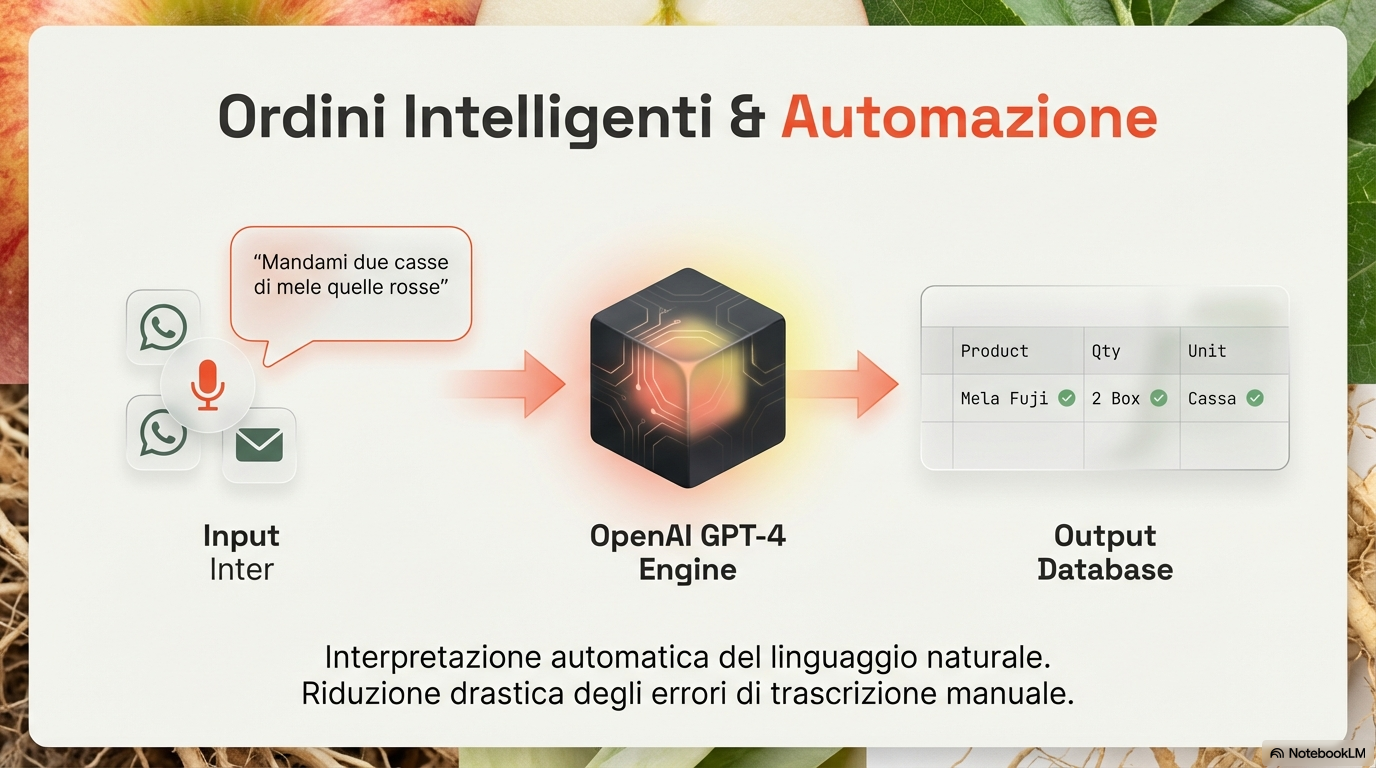 Ordini Intelligenti & Automazione
“Mandami due casse
di mele quelle rosse”
Product Qty Unit
Mela Fuji 2 Box Cassa
Input
Inter
OpenAI GPT-4
Engine
Output
Database
Interpretazione automatica del linguaggio naturale.
Riduzione drastica degli errori di trascrizione manuale.
NotebookLM